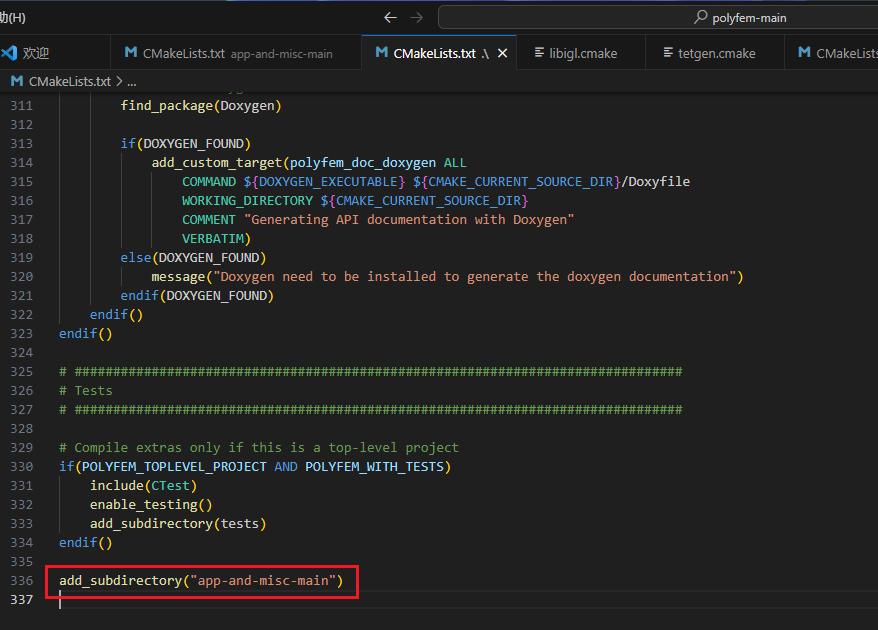 助(H)
polyfem-main
欢迎
CMakeLists.txt app-and-misc-main
CMakeLists.txt .\
libigl.cmake
tetgen.cmake
CMakeLists
CMakeLists.txt > ...
311 find_package(Doxygen)
312
313 if(DOXYGEN_FOUND)
314 add_custom_target(polyfem_doc_doxygen ALL
315 COMMAND ${DOXYGEN_EXECUTABLE} ${CMAKE_CURRENT_SOURCE_DIR}/Doxyfile
316 WORKING_DIRECTORY ${CMAKE_CURRENT_SOURCE_DIR}
317 COMMENT "Generating API documentation with Doxygen"
318 VERBATIM)
319 else(DOXYGEN_FOUND)
320 message("Doxygen need to be installed to generate the doxygen documentation")
321 endif(DOXYGEN_FOUND)
322 endif()
323 endif()
324
325 # ###############################################################################
326 # Tests
327 # ###############################################################################
328
329 # Compile extras only if this is a top-level project
330 if(POLYFEM_TOPLEVEL_PROJECT AND POLYFEM_WITH_TESTS)
331 include(CTest)
332 enable_testing()
333 add_subdirectory(tests)
334 endif()
335
336 add_subdirectory("app-and-misc-main")
337